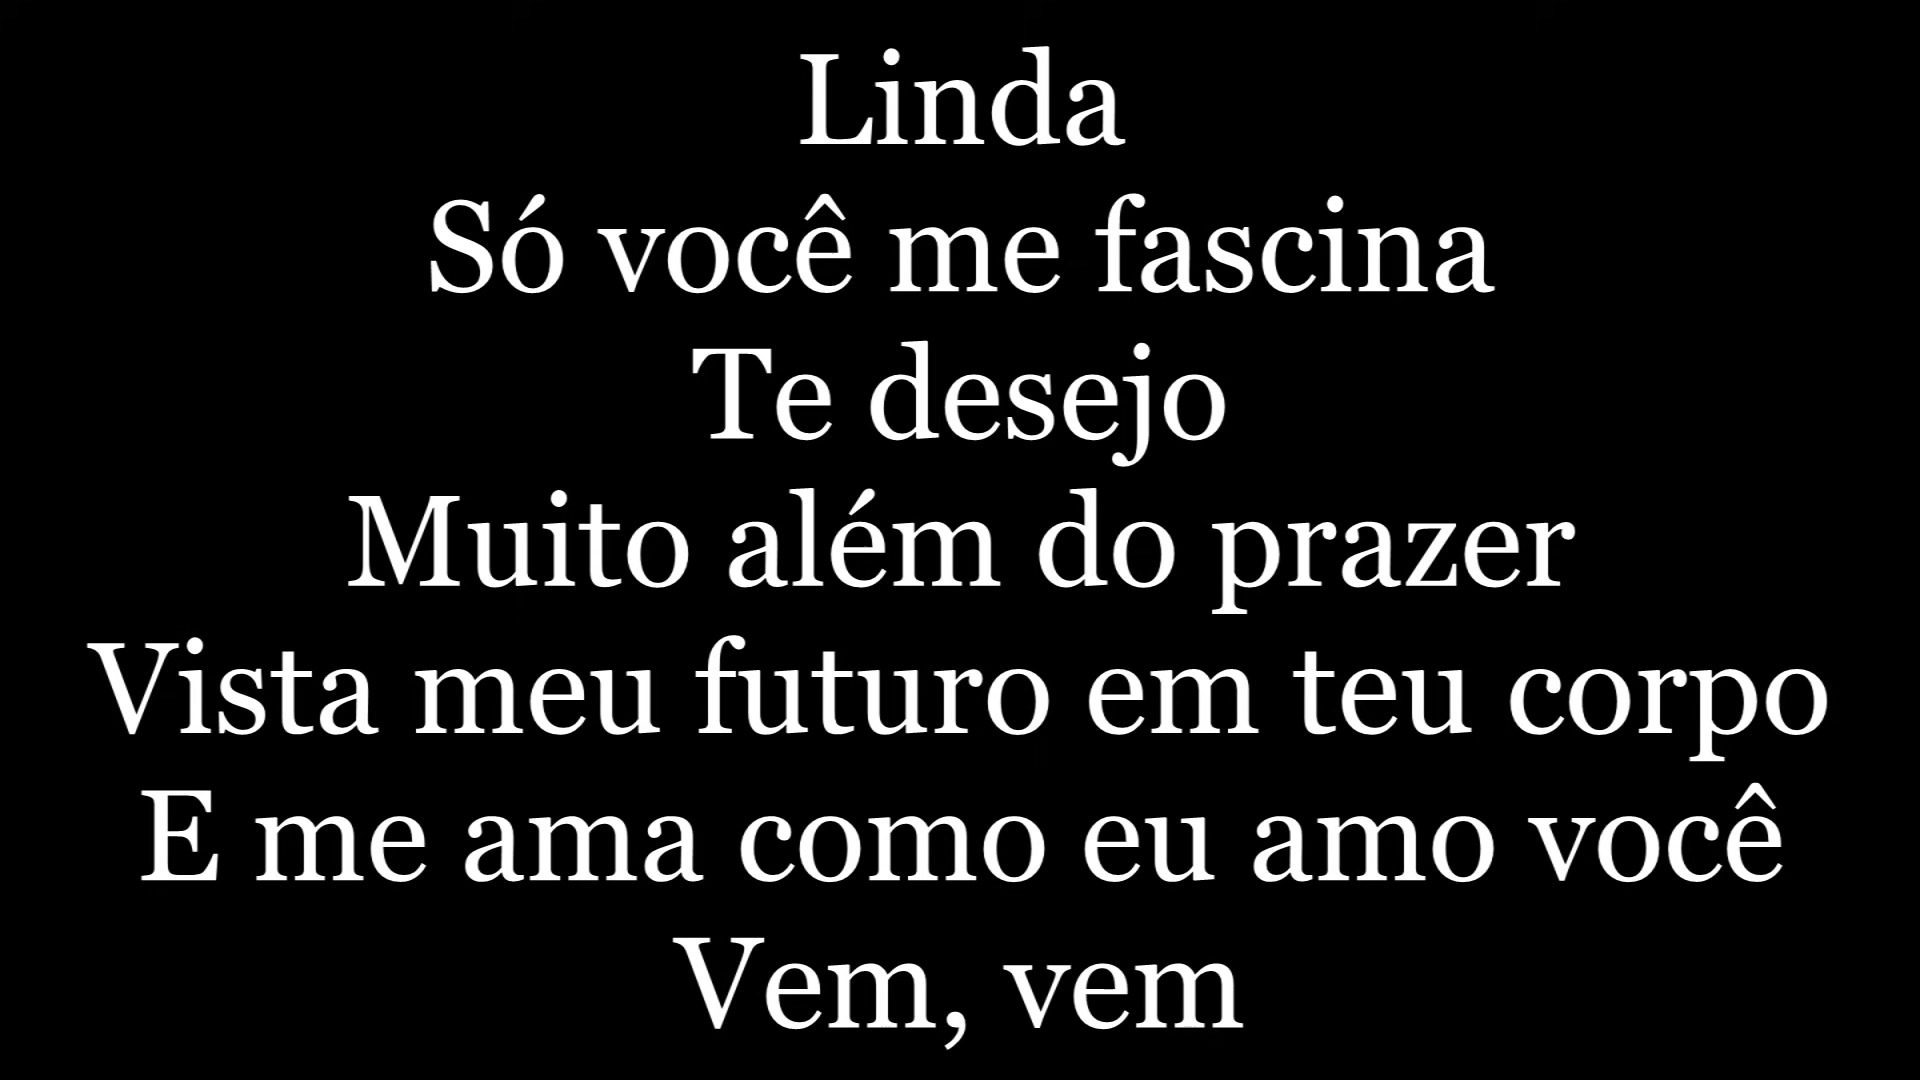 Linda
Só você me fascina
Te desejo
Muito além do prazer
Vista meu futuro em teu corpo
E me ama como eu amo você
Vem, vem